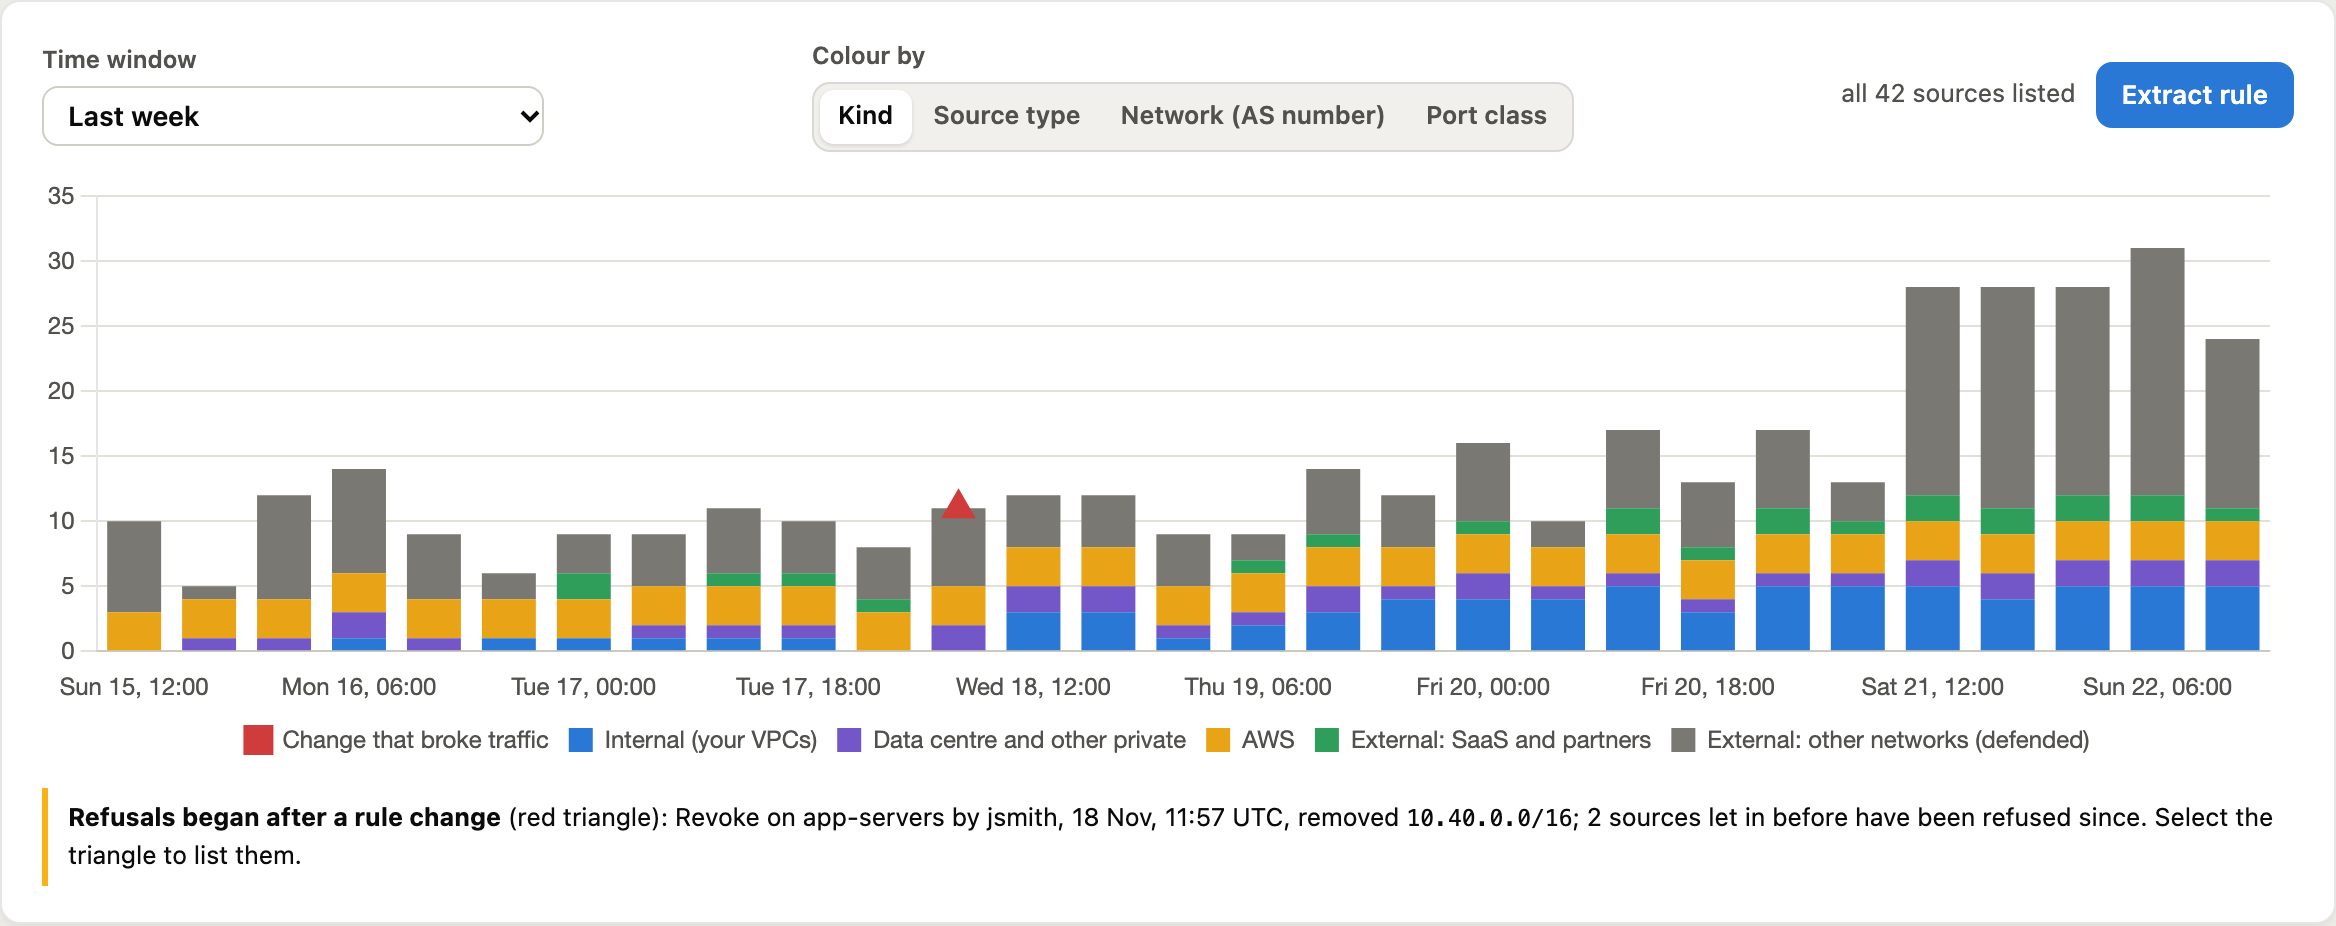 Time window
Last week
Colour by
Kind
Source type
Network (AS number)
Port class
all 42 sources listed
Extract rule
35
30
25
20
15
10
5
0
Sun 15, 12:00
Mon 16, 06:00
Tue 17, 00:00
Tue 17, 18:00
Wed 18, 12:00
Thu 19, 06:00
Fri 20, 00:00
Fri 20, 18:00
Sat 21, 12:00
Sun 22, 06:00
Change that broke traffic
Internal (your VPCs)
Data centre and other private
AWS
External: SaaS and partners
External: other networks (defended)
Refusals began after a rule change (red triangle): Revoke on app-servers by jsmith, 18 Nov, 11:57 UTC, removed 10.40.0.0/16; 2 sources let in before have been refused since. Select the
triangle to list them.